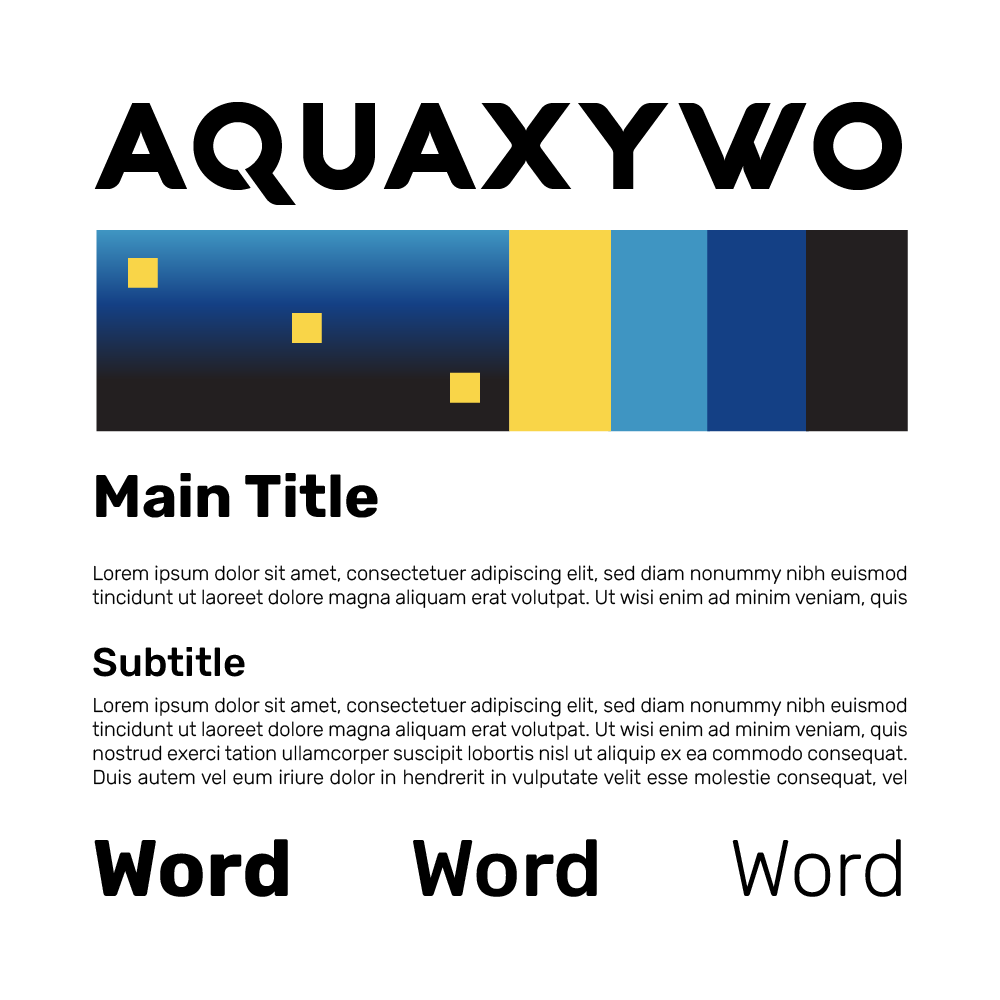 AQUAXYWO
Main Title
Lorem ipsum dolor sit amet, consectetuer adipiscing elit, sed diam nonummy nibh euismod
tincidunt ut laoreet dolore magna aliquam erat volutpat. Ut wisi enim ad minim veniam, quis
Subtitle
Lorem ipsum dolor sit amet, consectetuer adipiscing elit, sed diam nonummy nibh euismod
tincidunt ut laoreet dolore magna aliquam erat volutpat. Ut wisi enim ad minim veniam, quis
nostrud exerci tation ullamcorper suscipit lobortis nisl ut aliquip ex ea commodo consequat.
Duis autem vel eum iriure dolor in hendrerit in vulputate velit esse molestie consequat, vel
Word Word Word